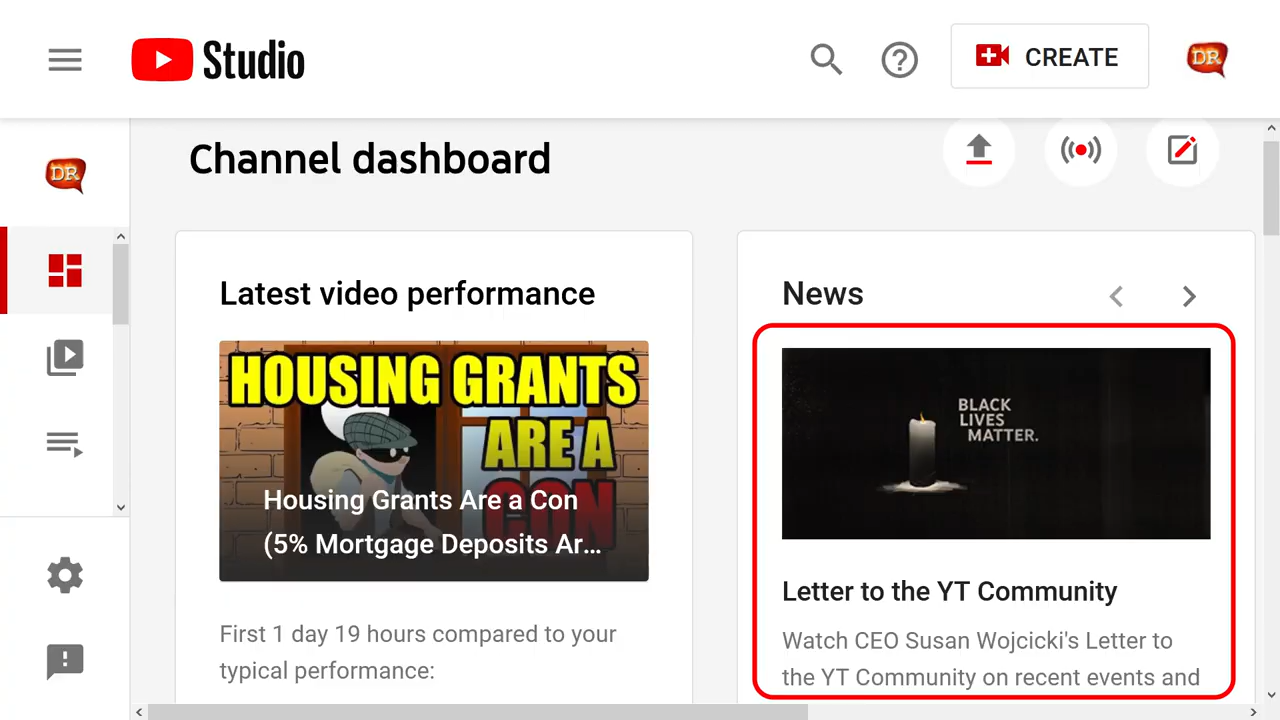 Studio
CREATE
DR
DR
Channel dashboard
Latest video performance
HOUSING GRANTS
ARE A
CON
Housing Grants Are a Con
(5% Mortgage Deposits Ar...
First 1 day 19 hours compared to your
typical performance:
News
BLACK
LIVES
MATTER.
Letter to the YT Community
Watch CEO Susan Wojcicki's Letter to
the YT Community on recent events and